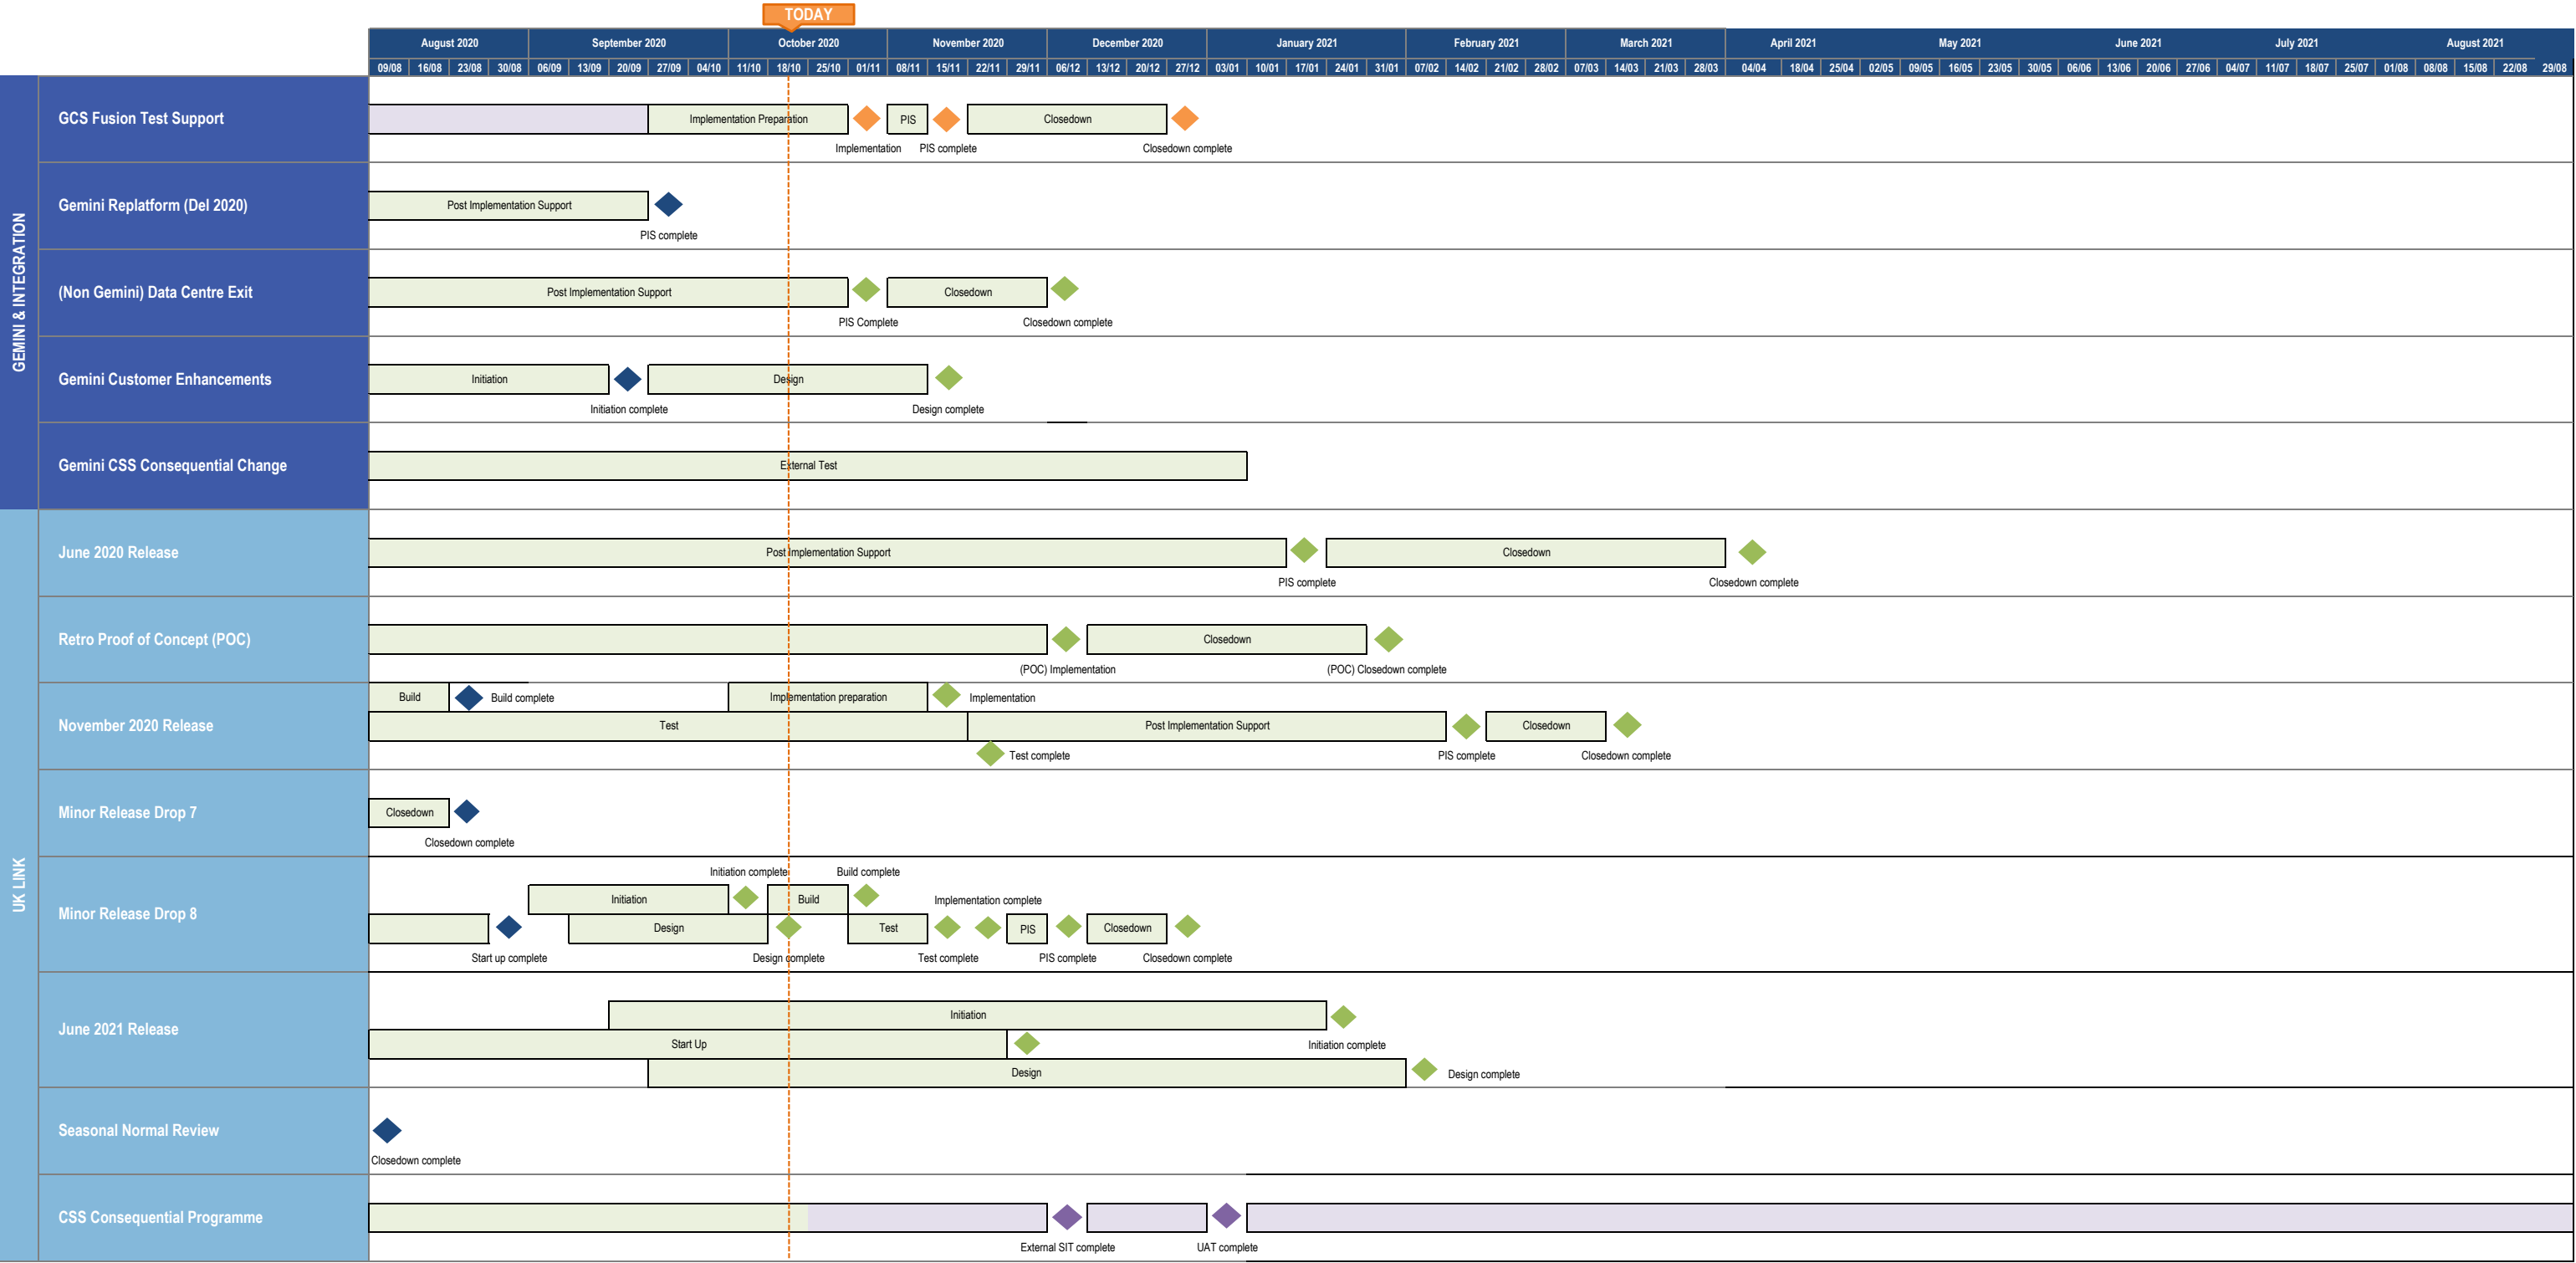 TODAY
August 2020 September 2020 October 2020 November 2020 December 2020 January 2021 February 2021 March 2021 April 2021 May 2021 June 2021 July 2021 August 2021
09/08 16/08 23/08 30/08 06/09 13/09 20/09 27/09 04/10 11/10 18/10 25/10 01/11 08/11 15/11 22/11 29/11 06/12 13/12 20/12 27/12 03/01 10/01 17/01 24/01 31/01 07/02 14/02 21/02 28/02 07/03 14/03 21/03 28/03 04/04 18/04 25/04 02/05 09/05 16/05 23/05 30/05 06/06 13/06 20/06 27/06 04/07 11/07 18/07 25/07 01/08 08/08 15/08 22/08 29/08
GEMINI & INTEGRATION
GCS Fusion Test Support
Implementation Preparation PIS Closedown
Implementation PIS complete Closedown complete
Gemini Replatform (Del 2020)
Post Implementation Support
PIS complete
(Non Gemini) Data Centre Exit
Post Implementation Support Closedown
PIS Complete Closedown complete
Gemini Customer Enhancements
Initiation Design
Initiation complete Design complete
Gemini CSS Consequential Change
External Test
UK LINK
June 2020 Release
Post Implementation Support Closedown
PIS complete Closedown complete
Retro Proof of Concept (POC)
Closedown
(POC) Implementation (POC) Closedown complete
November 2020 Release
Build Build complete Implementation preparation Implementation
Test Post Implementation Support Closedown
Test complete PIS complete Closedown complete
Minor Release Drop 7
Closedown
Closedown complete
Minor Release Drop 8
Initiation complete Build complete
Initiation Build Implementation complete
Design Test PIS Closedown
Start up complete Design complete Test complete PIS complete Closedown complete
June 2021 Release
Initiation
Start Up Initiation complete
Design Design complete
Seasonal Normal Review
Closedown complete
CSS Consequential Programme
External SIT complete UAT complete